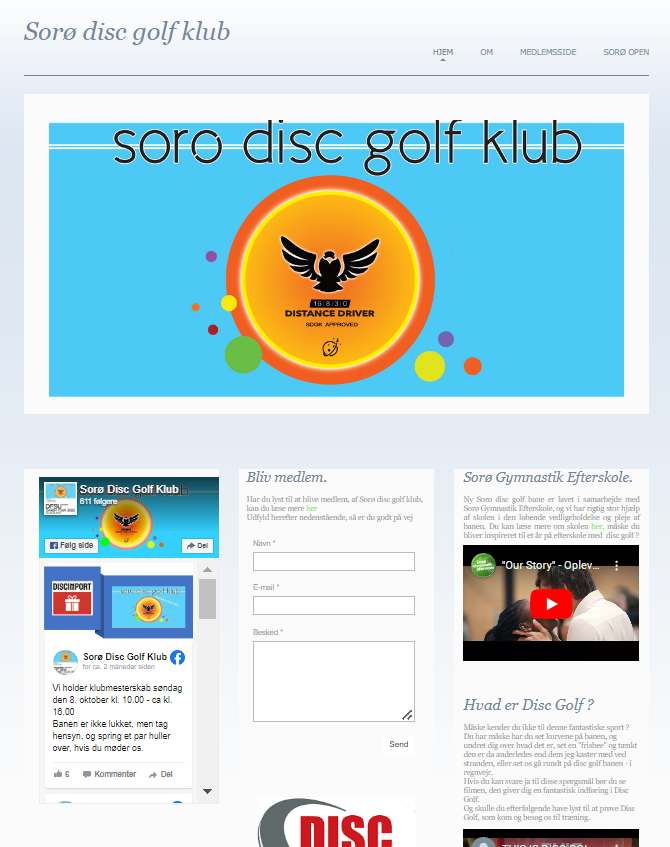 Sorø disc golf klub
HJEM
OM
MEDLEMSSIDE
SORØ OPEN
soro disc golf klub
16830
DISTANCE DRIVER
SDGK APPROVED
Sorø Disc Golf Klub
611 følgere
Følg side
Del
DISCIMPORT
Sorø Disc Golf Klub
for ca. 2 måneder siden
Vi holder klubmesterskab søndag
den 8. oktober kl. 10.00 - ca kl.
16.00
Banen er ikke lukket, men tag
hensyn, og spring et par huller
over, hvis du møder os.
6
Kommenter
Del
Bliv medlem.
Har du lyst til at blive medlem, af Sorø disc golf klub,
kan du læse mere her
Udfyld herefter nedenstående, så er du godt på vej
Navn *
E-mail *
Besked *
Send
DISC
Sorø Gymnastik Efterskole.
Ny Sorø disc golf bane er lavet i samarbejde med
Sorø Gymnastik Efterskole, og vi har rigtig stor hjælp
af skolen i den løbende vedligeholdelse og pleje af
banen. Du kan læse mere om skolen her, måske du
bliver inspireret til et år på efterskole med disc golf ?
"Our Story" - Oplev...
Hvad er Disc Golf ?
Måske kender du ikke til denne fantastiske sport ?
Du har måske har du set kurvene på banen, og
undret dig over hvad det er, set en "frisbee" og tænkt
den er da anderledes end dem jeg kaster med ved
stranden, eller set os gå rundt på disc golf banen - i
regnvejr.
Hvis du kan svare ja til disse spørgsmål bør du se
filmen, den giver dig en fantastisk indføring i Disc
Golf.
Og skulle du efterfølgende have lyst til at prøve Disc
Golf, som kom og besøg os til træning.